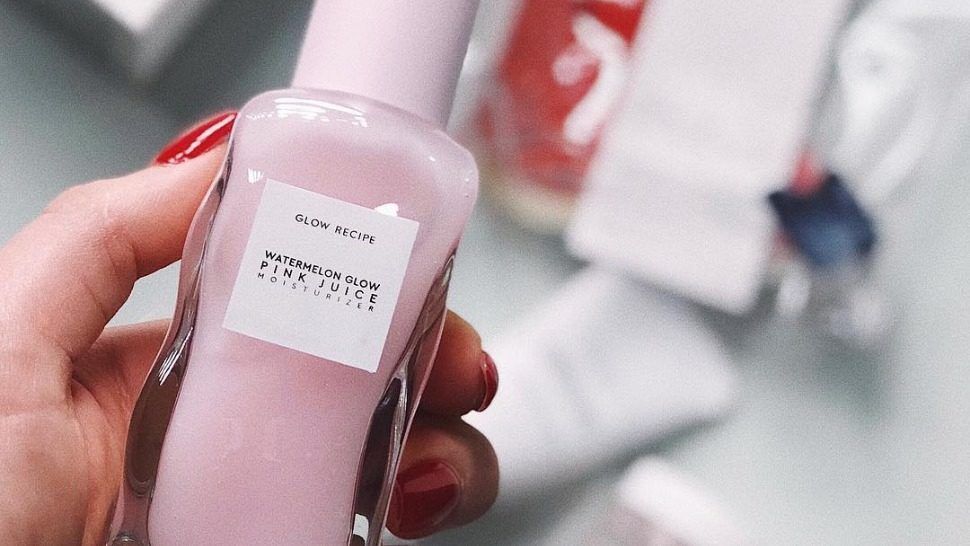 GLOW RECIPE
WATERMELON GLOW
PINK JUICE
MOISTURIZER